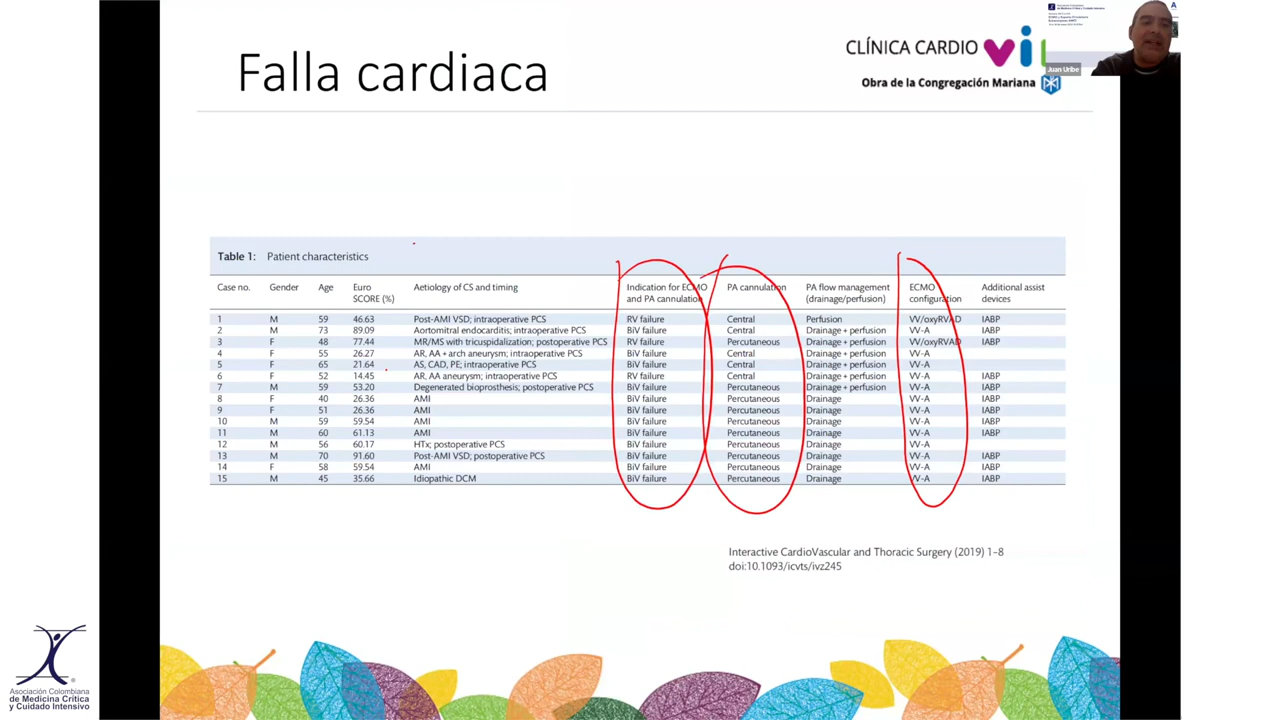 Falla cardiaca
CLÍNICA CARDIO VI
Obra de la Congregación Mariana
Juan Uribe
Table 1: Patient characteristics
Case no. Gender Age Euro SCORE (%) Aetiology of CS and timing Indication for ECMO and PA cannulation PA cannulation PA flow management (drainage/perfusion) ECMO configuration Additional assist devices
1 M 59 46.63 Post-AMI VSD; intraoperative PCS RV failure Central Perfusion VV/oxyRVAD IABP
2 M 73 89.09 Aortomitral endocarditis; intraoperative PCS BiV failure Central Drainage + perfusion VV-A IABP
3 F 48 77.44 MR/MS with tricuspidalization; postoperative PCS RV failure Percutaneous Drainage + perfusion VV/oxyRVAD IABP
4 F 55 26.27 AR, AA + arch aneurysm; intraoperative PCS BiV failure Central Drainage + perfusion VV-A
5 F 65 21.64 AS, CAD, PE; intraoperative PCS BiV failure Central Drainage + perfusion VV-A
6 F 52 14.45 AR, AA aneurysm; intraoperative PCS RV failure Central Drainage + perfusion VV-A IABP
7 M 59 53.20 Degenerated bioprosthesis; postoperative PCS BiV failure Percutaneous Drainage + perfusion VV-A IABP
8 F 40 26.36 AMI BiV failure Percutaneous Drainage VV-A IABP
9 F 51 26.36 AMI BiV failure Percutaneous Drainage VV-A IABP
10 M 59 59.54 AMI BiV failure Percutaneous Drainage VV-A IABP
11 M 60 61.13 AMI BiV failure Percutaneous Drainage VV-A IABP
12 M 56 60.17 HTx; postoperative PCS BiV failure Percutaneous Drainage VV-A
13 M 70 91.60 Post-AMI VSD; postoperative PCS BiV failure Percutaneous Drainage VV-A IABP
14 F 58 59.54 AMI BiV failure Percutaneous Drainage VV-A IABP
15 M 45 35.66 Idiopathic DCM BiV failure Percutaneous Drainage VV-A IABP
Interactive CardioVascular and Thoracic Surgery (2019) 1–8
doi:10.1093/icvts/ivz245
Asociación Colombiana
de Medicina Crítica
y Cuidado Intensivo